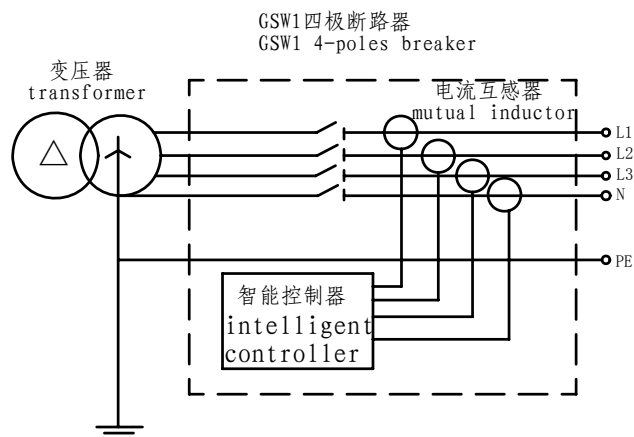 GSW1四极断路器
GSW1 4-poles breaker
变压器
transformer
电流互感器
mutual inductor
L1
L2
L3
N
PE
智能控制器
intelligent
controller